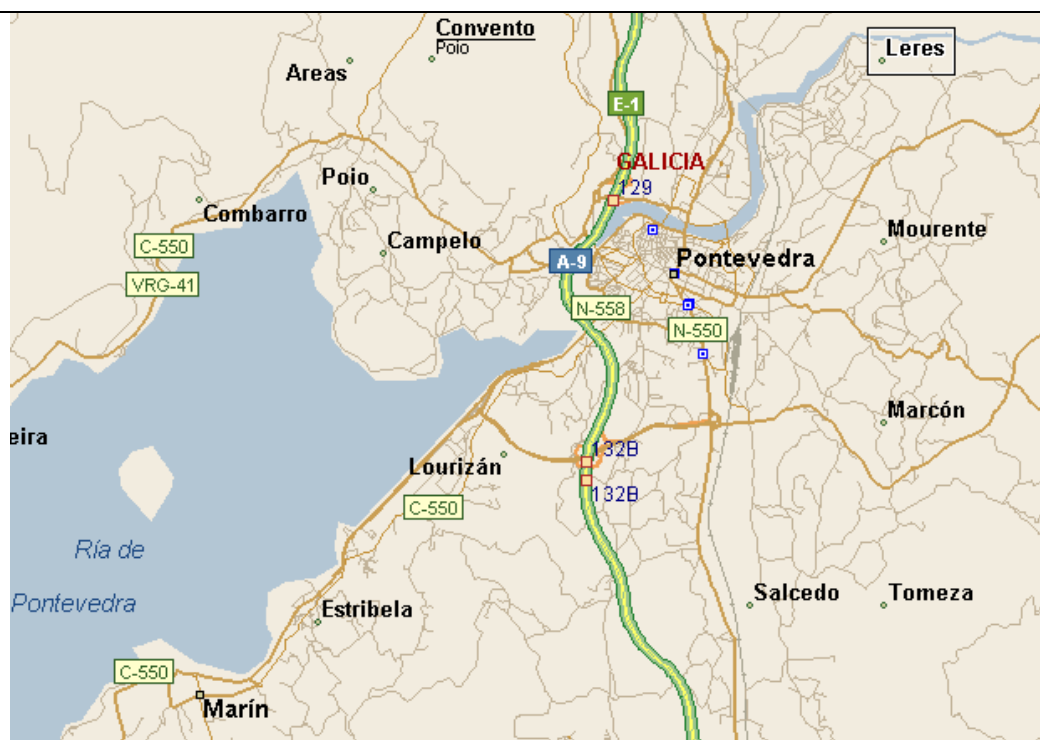 Convento
Poio
Leres
Areas
E-1
GALICIA
129
Poio
Combarro
Mourente
C-550
Campelo
A-9
Pontevedra
VRG-41
N-558
N-550
Marcón
eira
132B
Lourizán
132B
C-550
Ría de
Pontevedra
Salcedo
Tomeza
Estribela
C-550
Marín